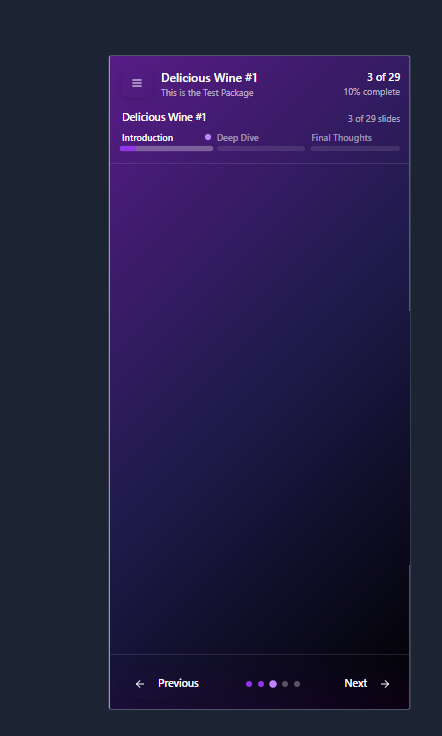 Delicious Wine #1
3 of 29
This is the Test Package
10% complete
Delicious Wine #1
3 of 29 slides
Introduction
Deep Dive
Final Thoughts
Previous
Next